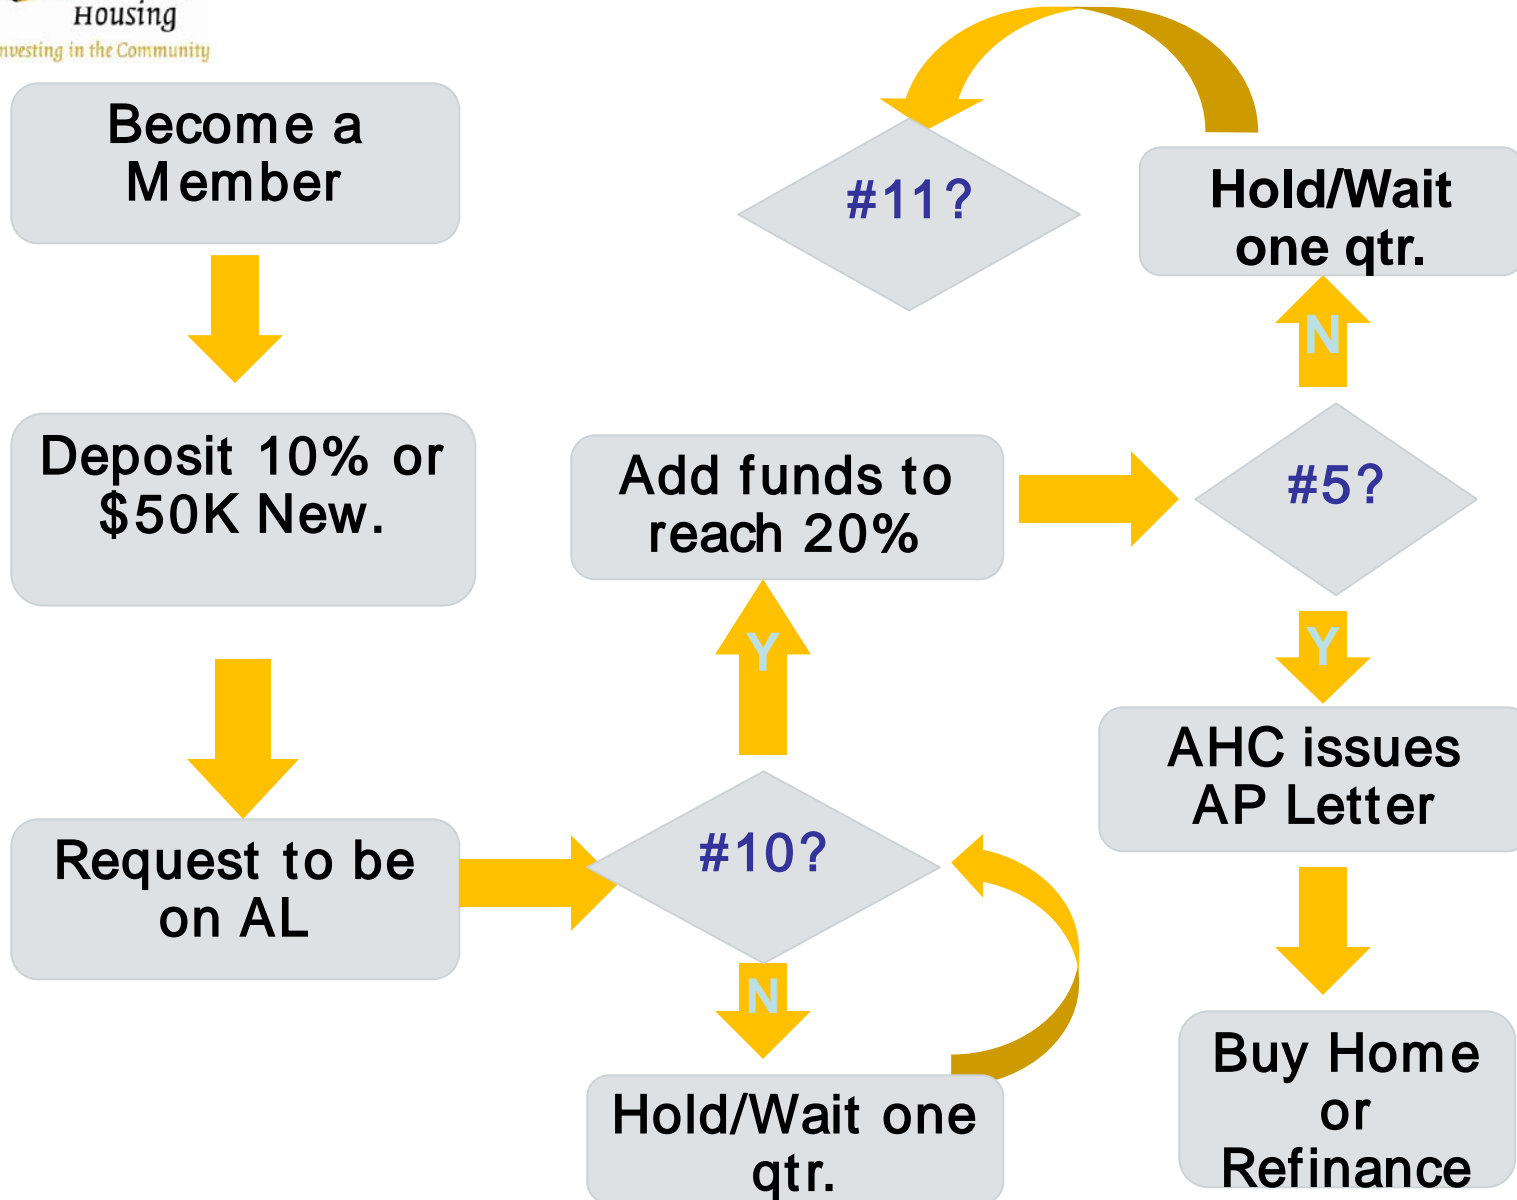 Housing
nvesting in the Community
Become a
Member
Deposit 10% or
$50K New.
Request to be
on AL
#10?
Y
N
Hold/Wait one
qtr.
Add funds to
reach 20%
#5?
N
Hold/Wait
one qtr.
#11?
Y
AHC issues
AP Letter
Buy Home
or
Refinance